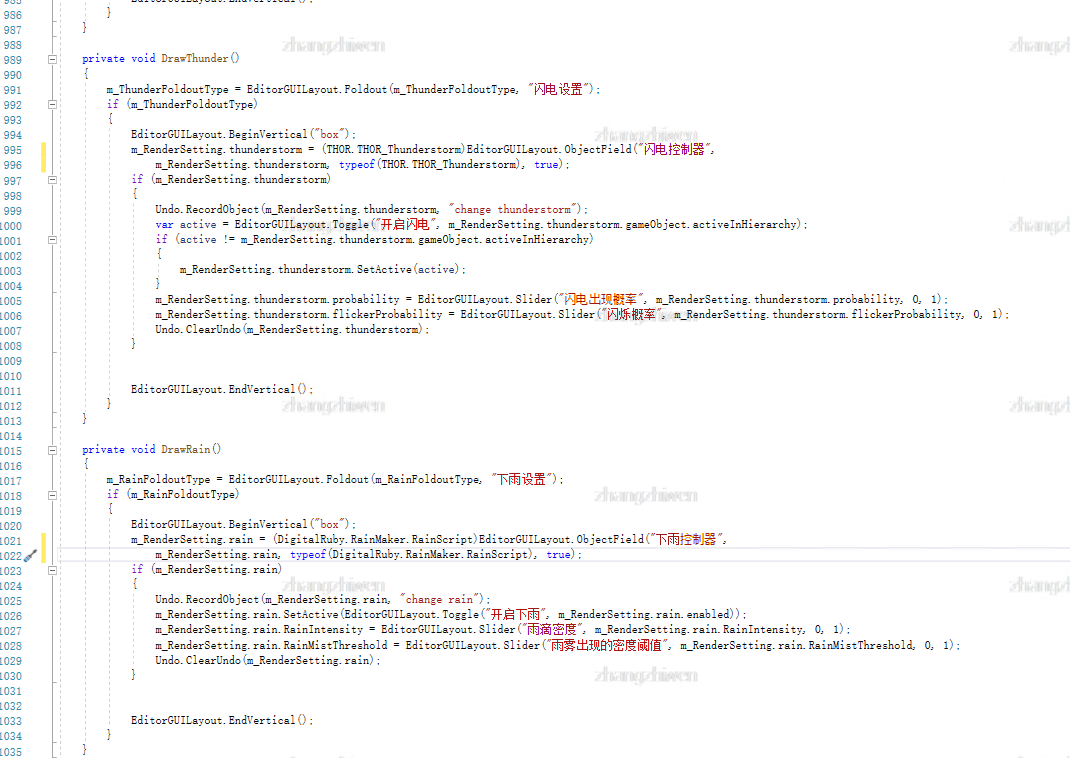 985 EditorGUILayout.EndVertical();
986 }
987 }
988
989 private void DrawThunder()
990 {
991 m_ThunderFoldoutType = EditorGUILayout.Foldout(m_ThunderFoldoutType, "闪电设置");
992 if (m_ThunderFoldoutType)
993 {
994 EditorGUILayout.BeginVertical("box");
995 m_RenderSetting.thunderstorm = (THOR.THOR_Thunderstorm)EditorGUILayout.ObjectField("闪电控制器",
996 m_RenderSetting.thunderstorm, typeof(THOR.THOR_Thunderstorm), true);
997 if (m_RenderSetting.thunderstorm)
998 {
999 Undo.RecordObject(m_RenderSetting.thunderstorm, "change thunderstorm");
1000 var active = EditorGUILayout.Toggle("开启闪电", m_RenderSetting.thunderstorm.gameObject.activeInHierarchy);
1001 if (active != m_RenderSetting.thunderstorm.gameObject.activeInHierarchy)
1002 {
1003 m_RenderSetting.thunderstorm.SetActive(active);
1004 }
1005 m_RenderSetting.thunderstorm.probability = EditorGUILayout.Slider("闪电出现概率", m_RenderSetting.thunderstorm.probability, 0, 1);
1006 m_RenderSetting.thunderstorm.flickerProbability = EditorGUILayout.Slider("闪烁概率", m_RenderSetting.thunderstorm.flickerProbability, 0, 1);
1007 Undo.ClearUndo(m_RenderSetting.thunderstorm);
1008 }
1009
1010
1011 EditorGUILayout.EndVertical();
1012 }
1013 }
1014
1015 private void DrawRain()
1016 {
1017 m_RainFoldoutType = EditorGUILayout.Foldout(m_RainFoldoutType, "下雨设置");
1018 if (m_RainFoldoutType)
1019 {
1020 EditorGUILayout.BeginVertical("box");
1021 m_RenderSetting.rain = (DigitalRuby.RainMaker.RainScript)EditorGUILayout.ObjectField("下雨控制器",
1022 m_RenderSetting.rain, typeof(DigitalRuby.RainMaker.RainScript), true);
1023 if (m_RenderSetting.rain)
1024 {
1025 Undo.RecordObject(m_RenderSetting.rain, "change rain");
1026 m_RenderSetting.rain.SetActive(EditorGUILayout.Toggle("开启下雨", m_RenderSetting.rain.enabled));
1027 m_RenderSetting.rain.RainIntensity = EditorGUILayout.Slider("雨滴密度", m_RenderSetting.rain.RainIntensity, 0, 1);
1028 m_RenderSetting.rain.RainMistThreshold = EditorGUILayout.Slider("雨雾出现的密度阈值", m_RenderSetting.rain.RainMistThreshold, 0, 1);
1029 Undo.ClearUndo(m_RenderSetting.rain);
1030 }
1031
1032
1033 EditorGUILayout.EndVertical();
1034 }
1035 }
zhangzhiwen